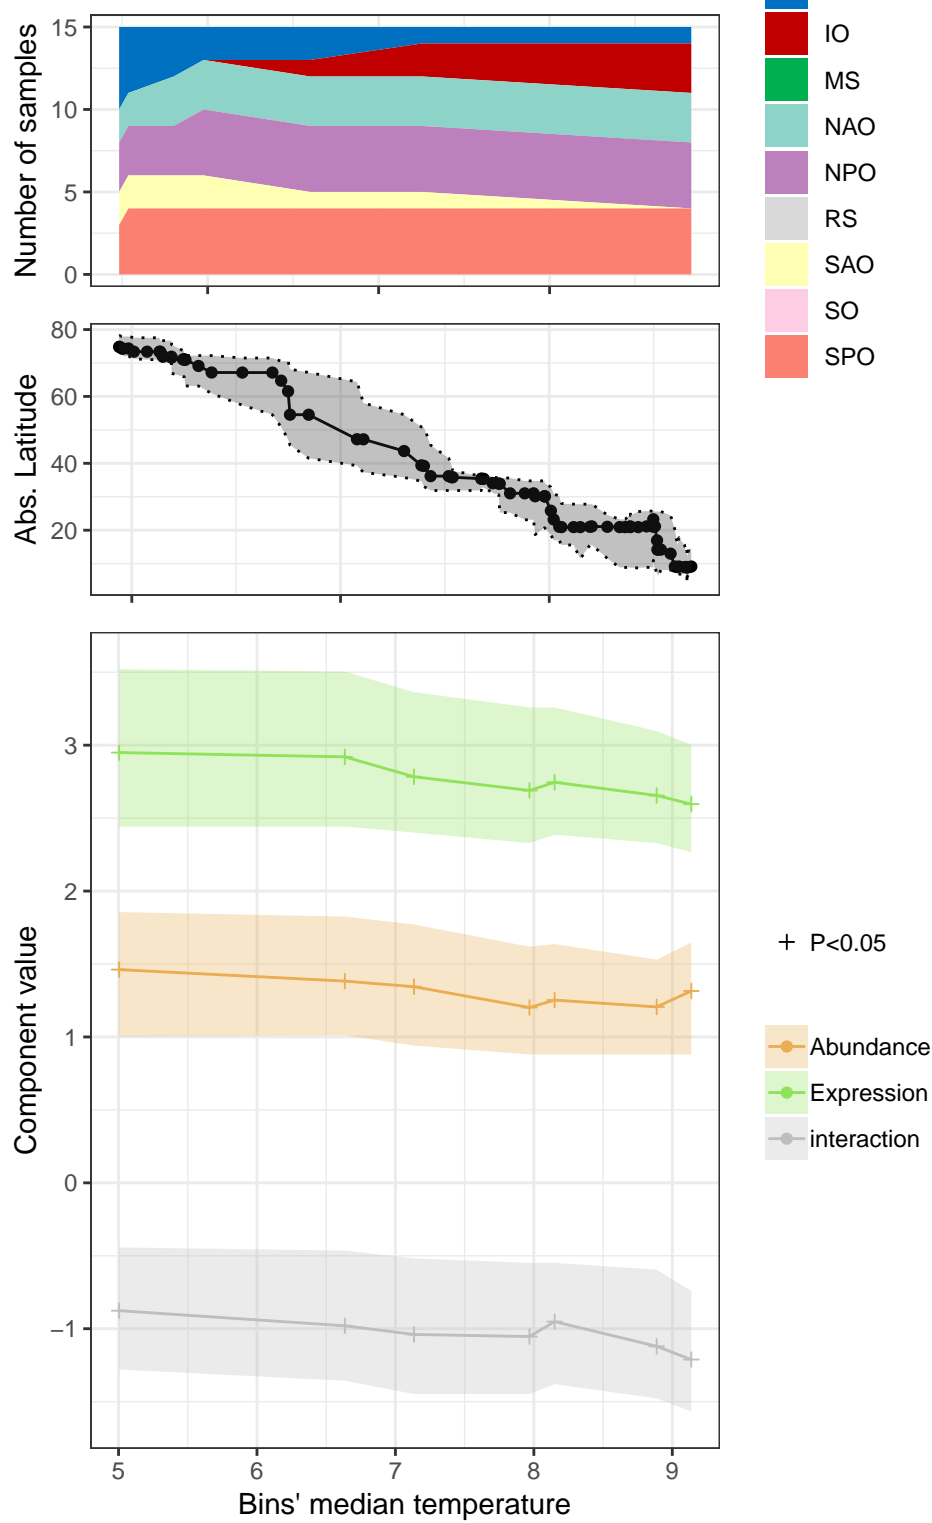 Number of samples
15
10
5
0
IO
MS
NAO
NPO
RS
SAO
SO
SPO
Abs. Latitude
80
60
40
20
Component value
3
2
1
0
−1
5 6 7 8 9
Bins' median temperature
P<0.05
Abundance
Expression
interaction